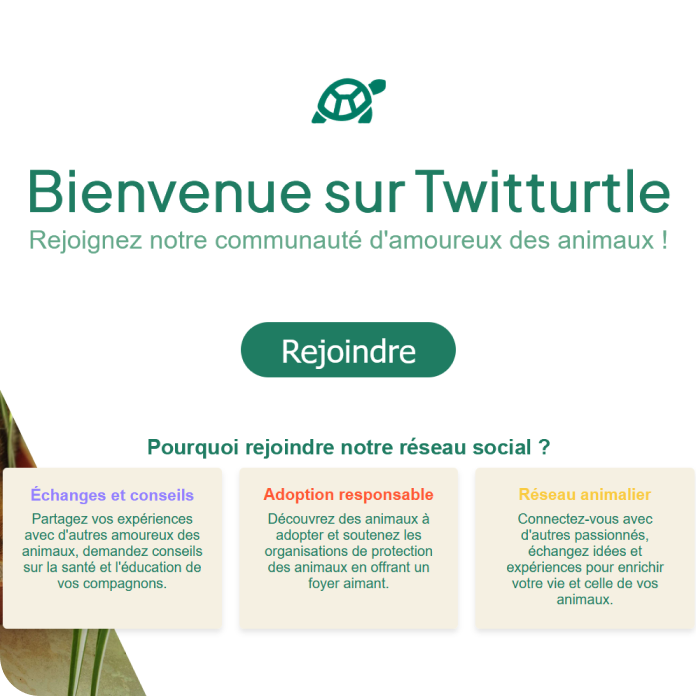 Bienvenue sur Twitturtle
Rejoignez notre communauté d'amoureux des animaux !
Rejoindre
Pourquoi rejoindre notre réseau social ?
Échanges et conseils
Partagez vos expériences
avec d'autres amoureux des
animaux, demandez conseils
sur la santé et l'éducation de
vos compagnons.
Adoption responsable
Découvrez des animaux à
adopter et soutenez les
organisations de protection
des animaux en offrant un
foyer aimant.
Réseau animalier
Connectez-vous avec
d'autres passionnés,
échangez idées et
expériences pour enrichir
votre vie et celle de vos
animaux.